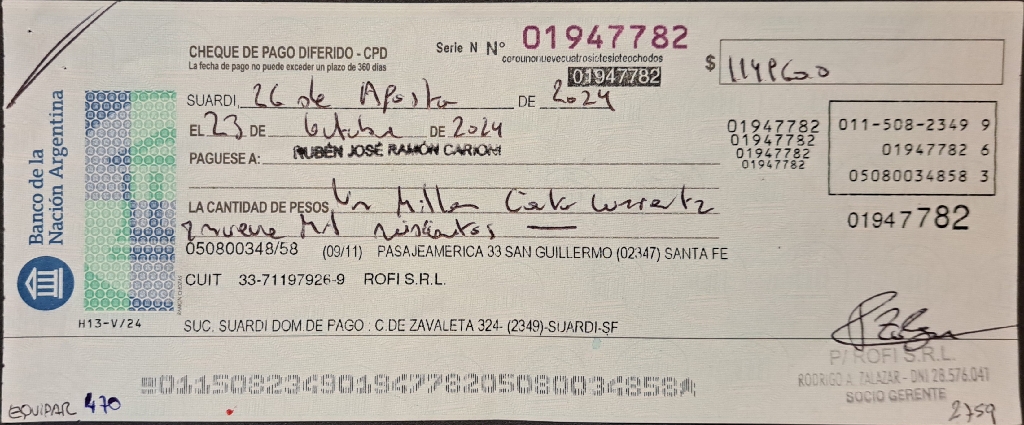 Banco de la
Nación Argentina
CHEQUE DE PAGO DIFERIDO - CPD
La fecha de pago no puede exceder un plazo de 360 días
Serie N Nº 01947782
cerounonuevecuatrosietesieteochodos
01947782
$ 1149600
SUARDI, 26 de Agosto DE 2024
EL 23 DE Octubre DE 2024
PAGUESE A: RUBÉN JOSÉ RAMÓN CARIONI
01947782
01947782
01947782
01947782
011-508-2349 9
01947782 6
05080034858 3
01947782
LA CANTIDAD DE PESOS Un Millon Ciento Cuarenta
y nueve Mil seiscientos
050800348/58 (09/11) PASAJEAMERICA 33 SAN GUILLERMO (02347) SANTA FE
CUIT 33-71197926-9 ROFI S.R.L.
H13-V/24
SUC. SUARDI DOM.DE PAGO : C.DE ZAVALETA 324- (2349)-SUARDI-SF
P/ ROFI S.R.L.
RODRIGO A. ZALAZAR - DNI 28.576.041
SOCIO GERENTE
01150823490194778205080034858
EQUIPAR 470
2759